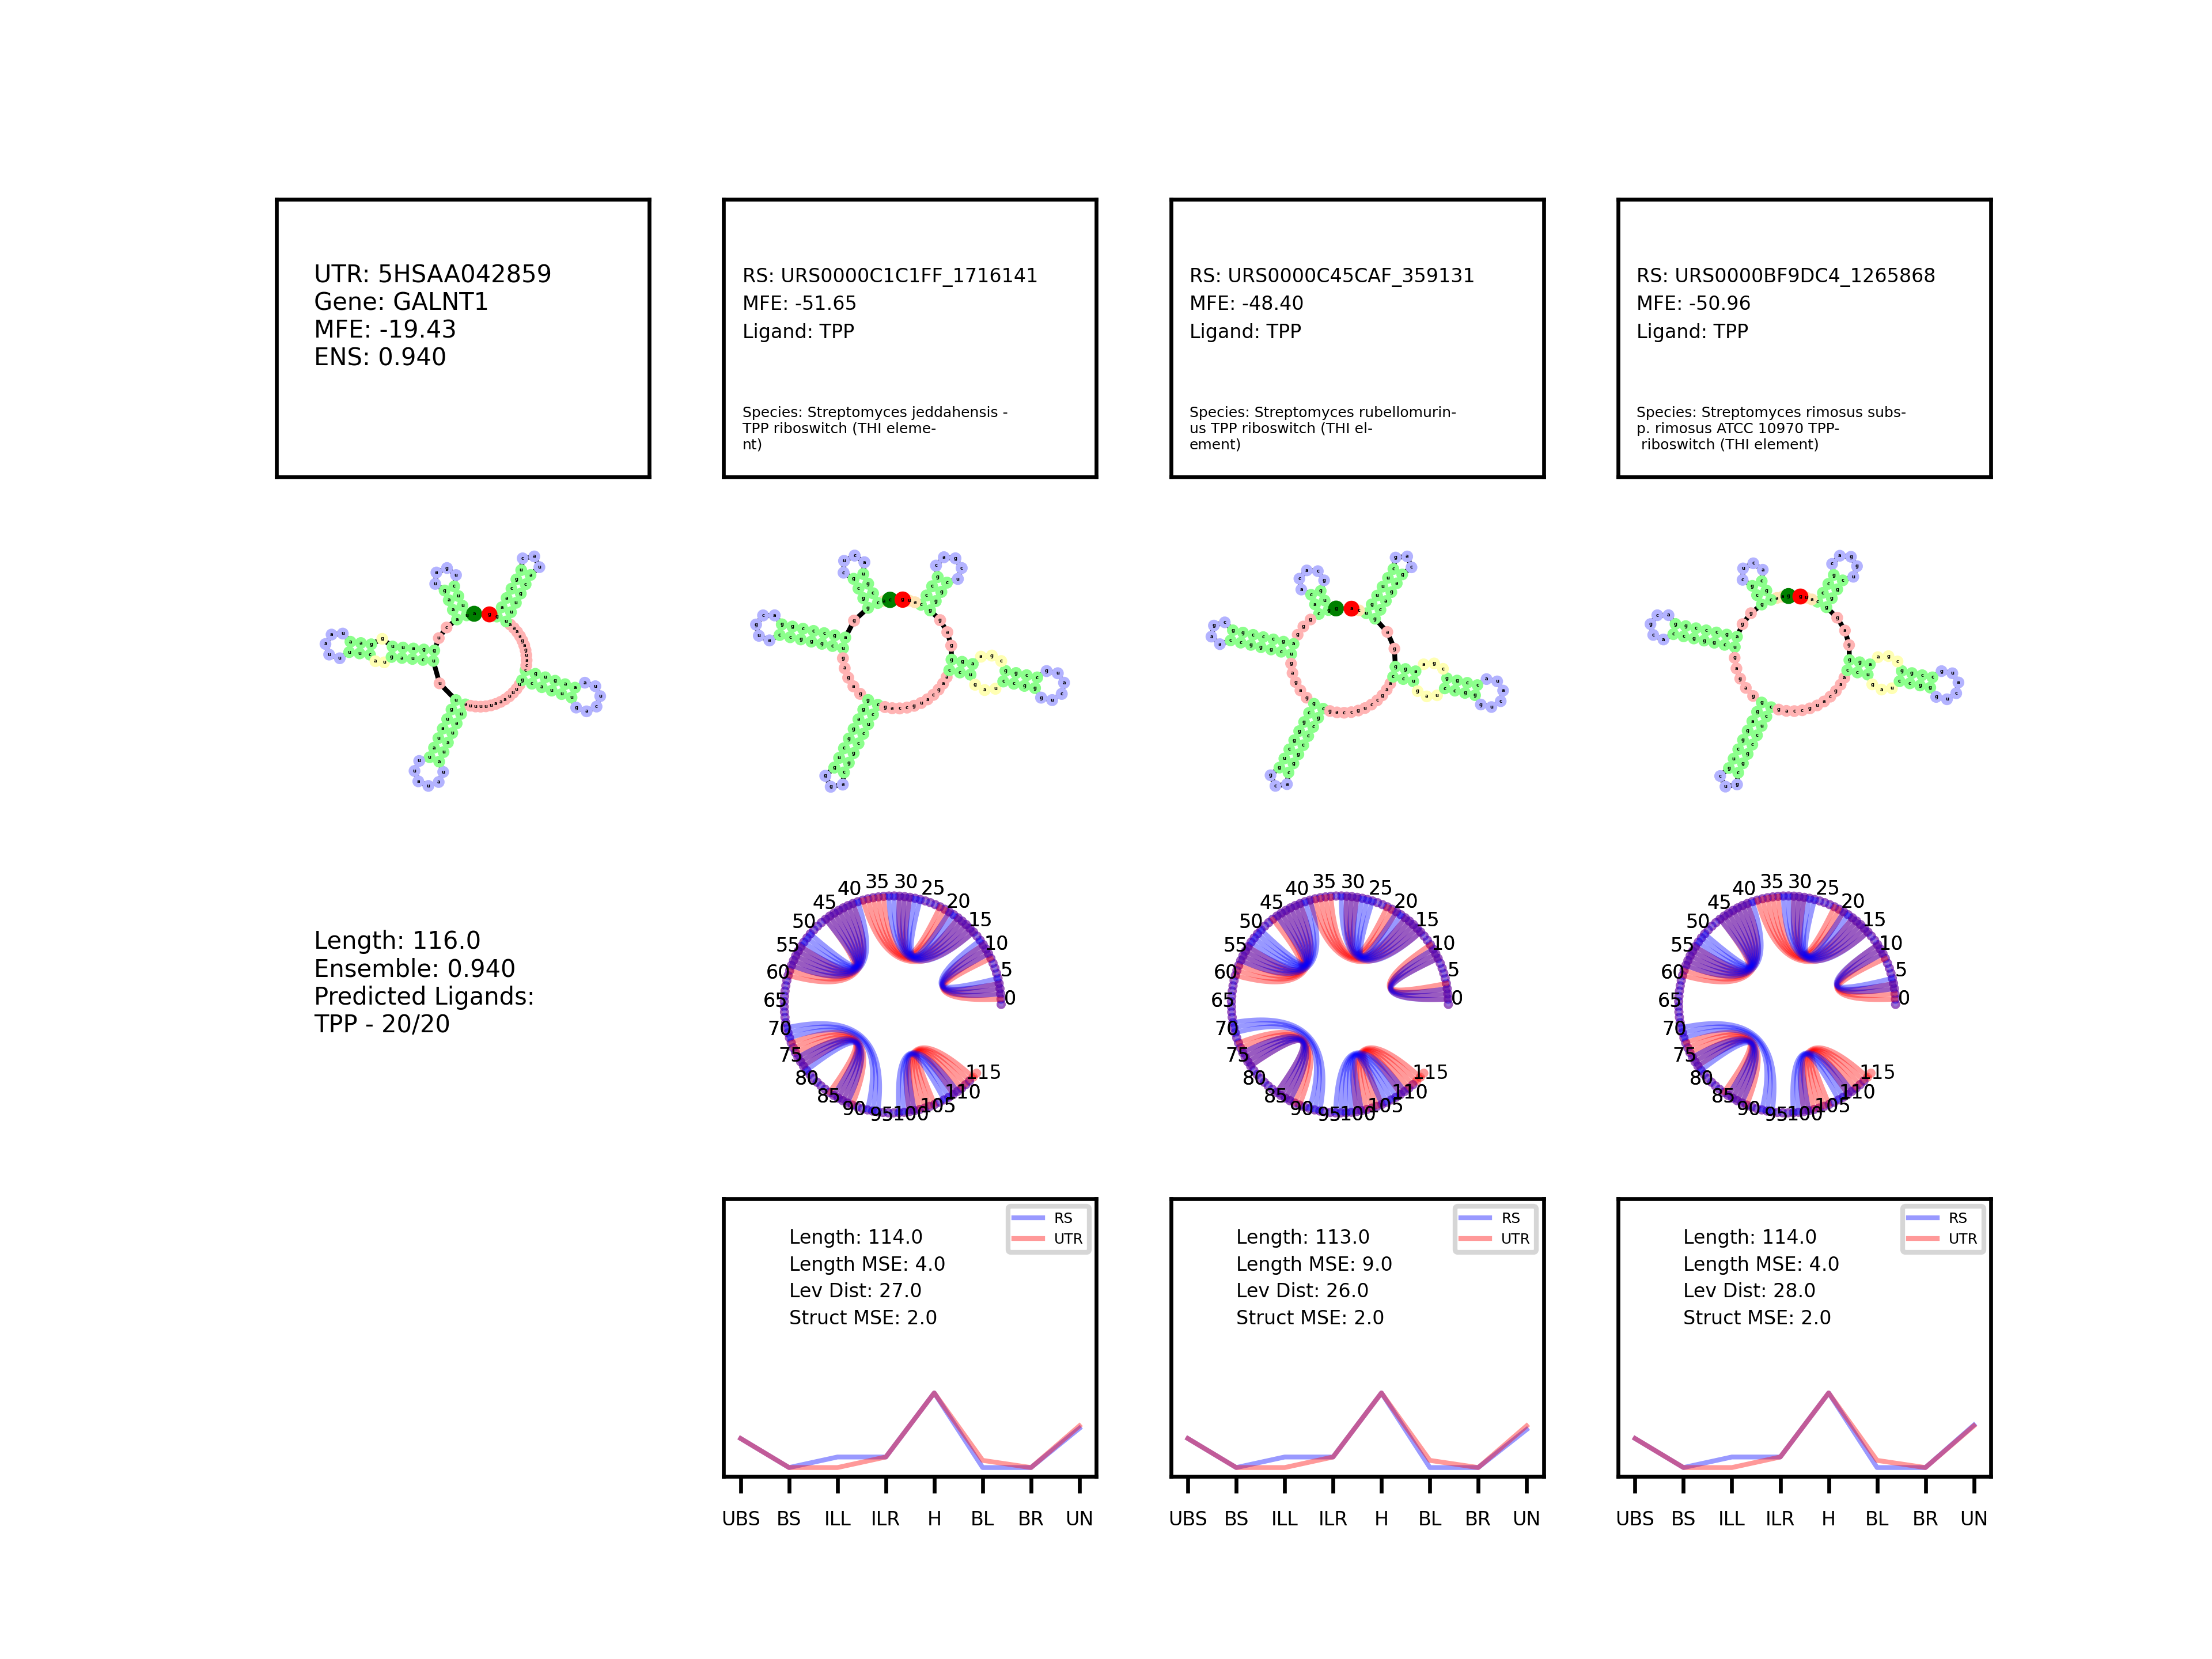 UTR: 5HSAA042859
Gene: GALNT1
MFE: -19.43
ENS: 0.940
RS: URS0000C1C1FF_1716141
MFE: -51.65
Ligand: TPP
Species: Streptomyces jeddahensis -
TPP riboswitch (THI eleme-
nt)
RS: URS0000C45CAF_359131
MFE: -48.40
Ligand: TPP
Species: Streptomyces rubellomurin-
us TPP riboswitch (THI el-
ement)
RS: URS0000BF9DC4_1265868
MFE: -50.96
Ligand: TPP
Species: Streptomyces rimosus subs-
p. rimosus ATCC 10970 TPP-
riboswitch (THI element)
Length: 116.0
Ensemble: 0.940
Predicted Ligands:
TPP - 20/20
0
5
10
15
20
25
30
35
40
45
50
55
60
65
70
75
80
85
90
95
100
105
110
115
0
5
10
15
20
25
30
35
40
45
50
55
60
65
70
75
80
85
90
95
100
105
110
115
0
5
10
15
20
25
30
35
40
45
50
55
60
65
70
75
80
85
90
95
100
105
110
115
Length: 114.0
Length MSE: 4.0
Lev Dist: 27.0
Struct MSE: 2.0
RS
UTR
UBS BS ILL ILR H BL BR UN
Length: 113.0
Length MSE: 9.0
Lev Dist: 26.0
Struct MSE: 2.0
RS
UTR
UBS BS ILL ILR H BL BR UN
Length: 114.0
Length MSE: 4.0
Lev Dist: 28.0
Struct MSE: 2.0
RS
UTR
UBS BS ILL ILR H BL BR UN